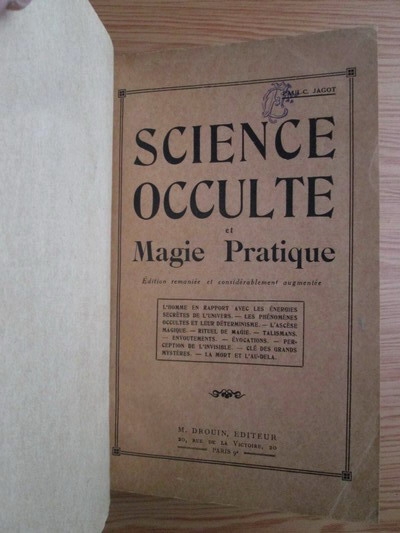 PAUL-C. JAGOT
SCIENCE
OCCULTE
et
Magie Pratique
Édition remaniée et considérablement augmentée
L'HOMME EN RAPPORT AVEC LES ÉNERGIES
SECRÈTES DE L'UNIVERS. — LES PHÉNOMÈNES
OCCULTES ET LEUR DÉTERMINISME. — L'ASCÈSE
MAGIQUE. — RITUEL DE MAGIE. — TALISMANS.
— ENVOUTEMENTS. — ÉVOCATIONS. — PER-
CEPTION DE L'INVISIBLE. — CLÉ DES GRANDS
MYSTÈRES. — LA MORT ET L'AU-DELA.
M. DROUIN, ÉDITEUR
20, RUE DE LA VICTOIRE, 20
PARIS 9e